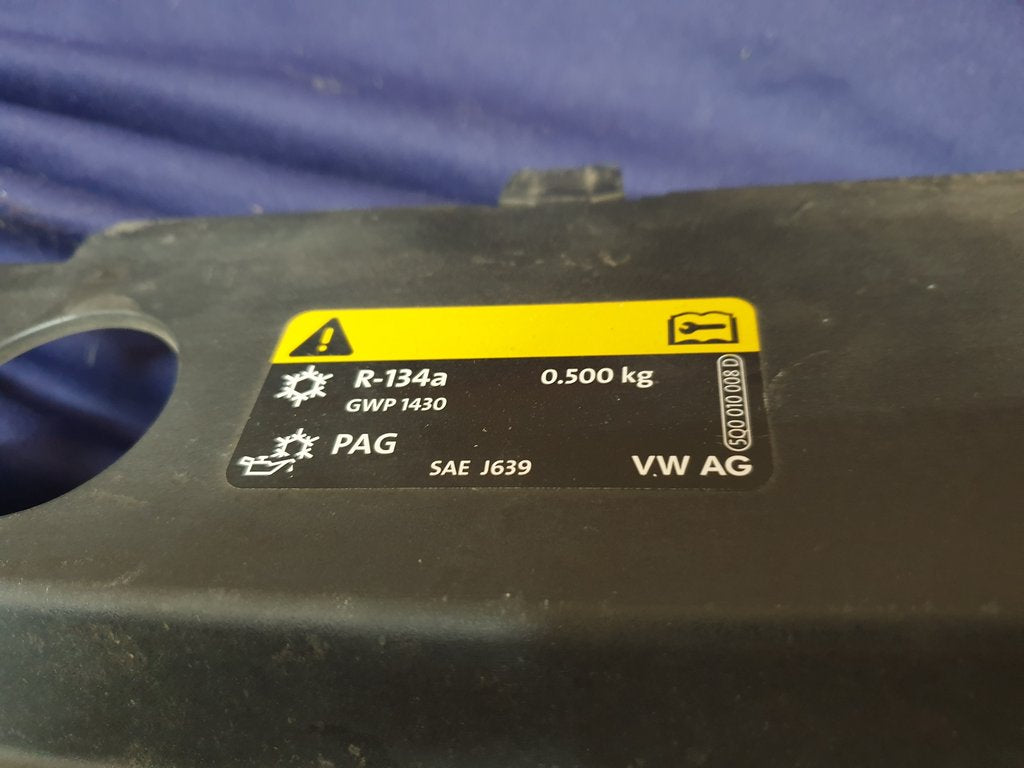 R-134a 0.500 kg
GWP 1430
PAG
SAE J639 VW AG
5Q0 010 008 D